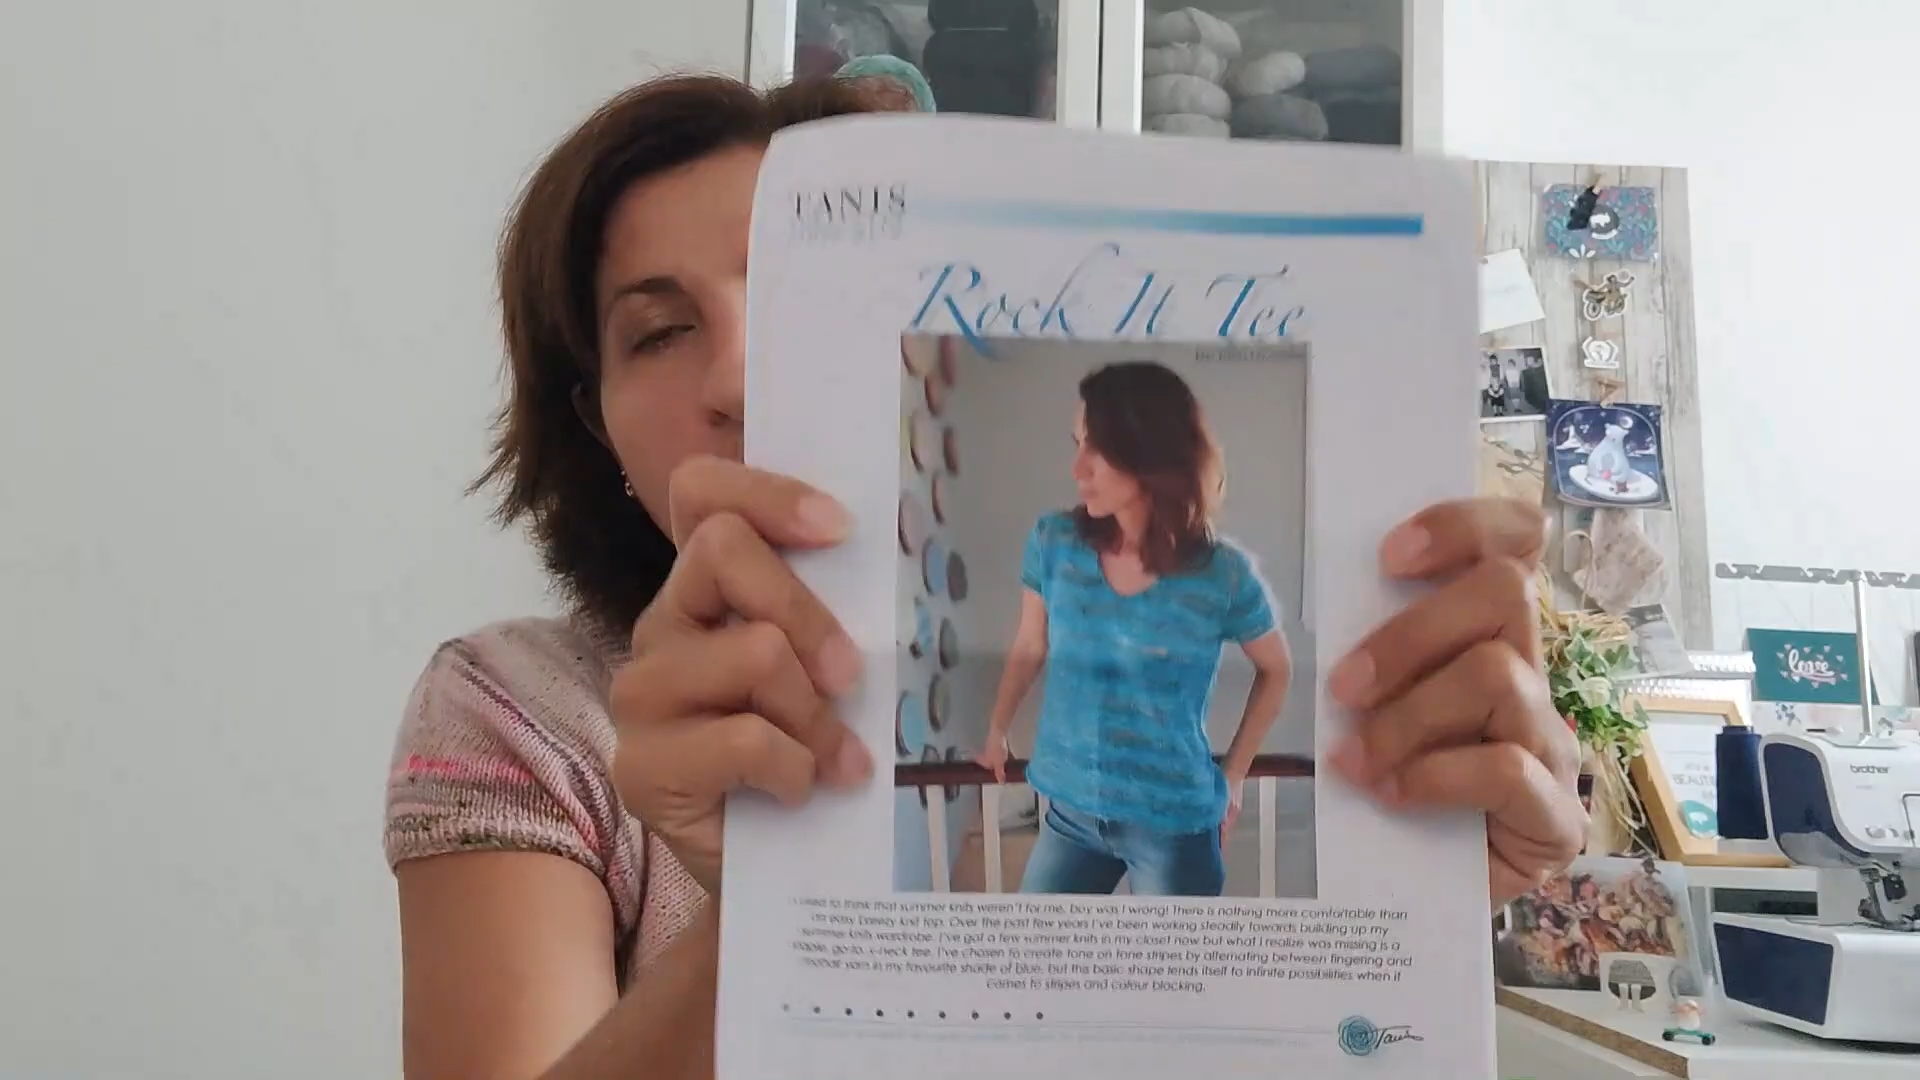 TANIS
Rock It Tee
I used to think that summer knits weren't for me, boy was I wrong! There is nothing more comfortable than
an easy breezy knit top. Over the past few years I've been working steadily towards building up my
summer knits wardrobe. I've got a few summer knits in my closet now but what I realize was missing is a
go-to, v-neck tee. I've chosen to create tone on tone stripes by alternating between fingering and
mohair yarn in my favourite shade of blue, but this basic shape lends itself to infinite possibilities when it
comes to stripes and colour blocking.
Tanis
love
brother